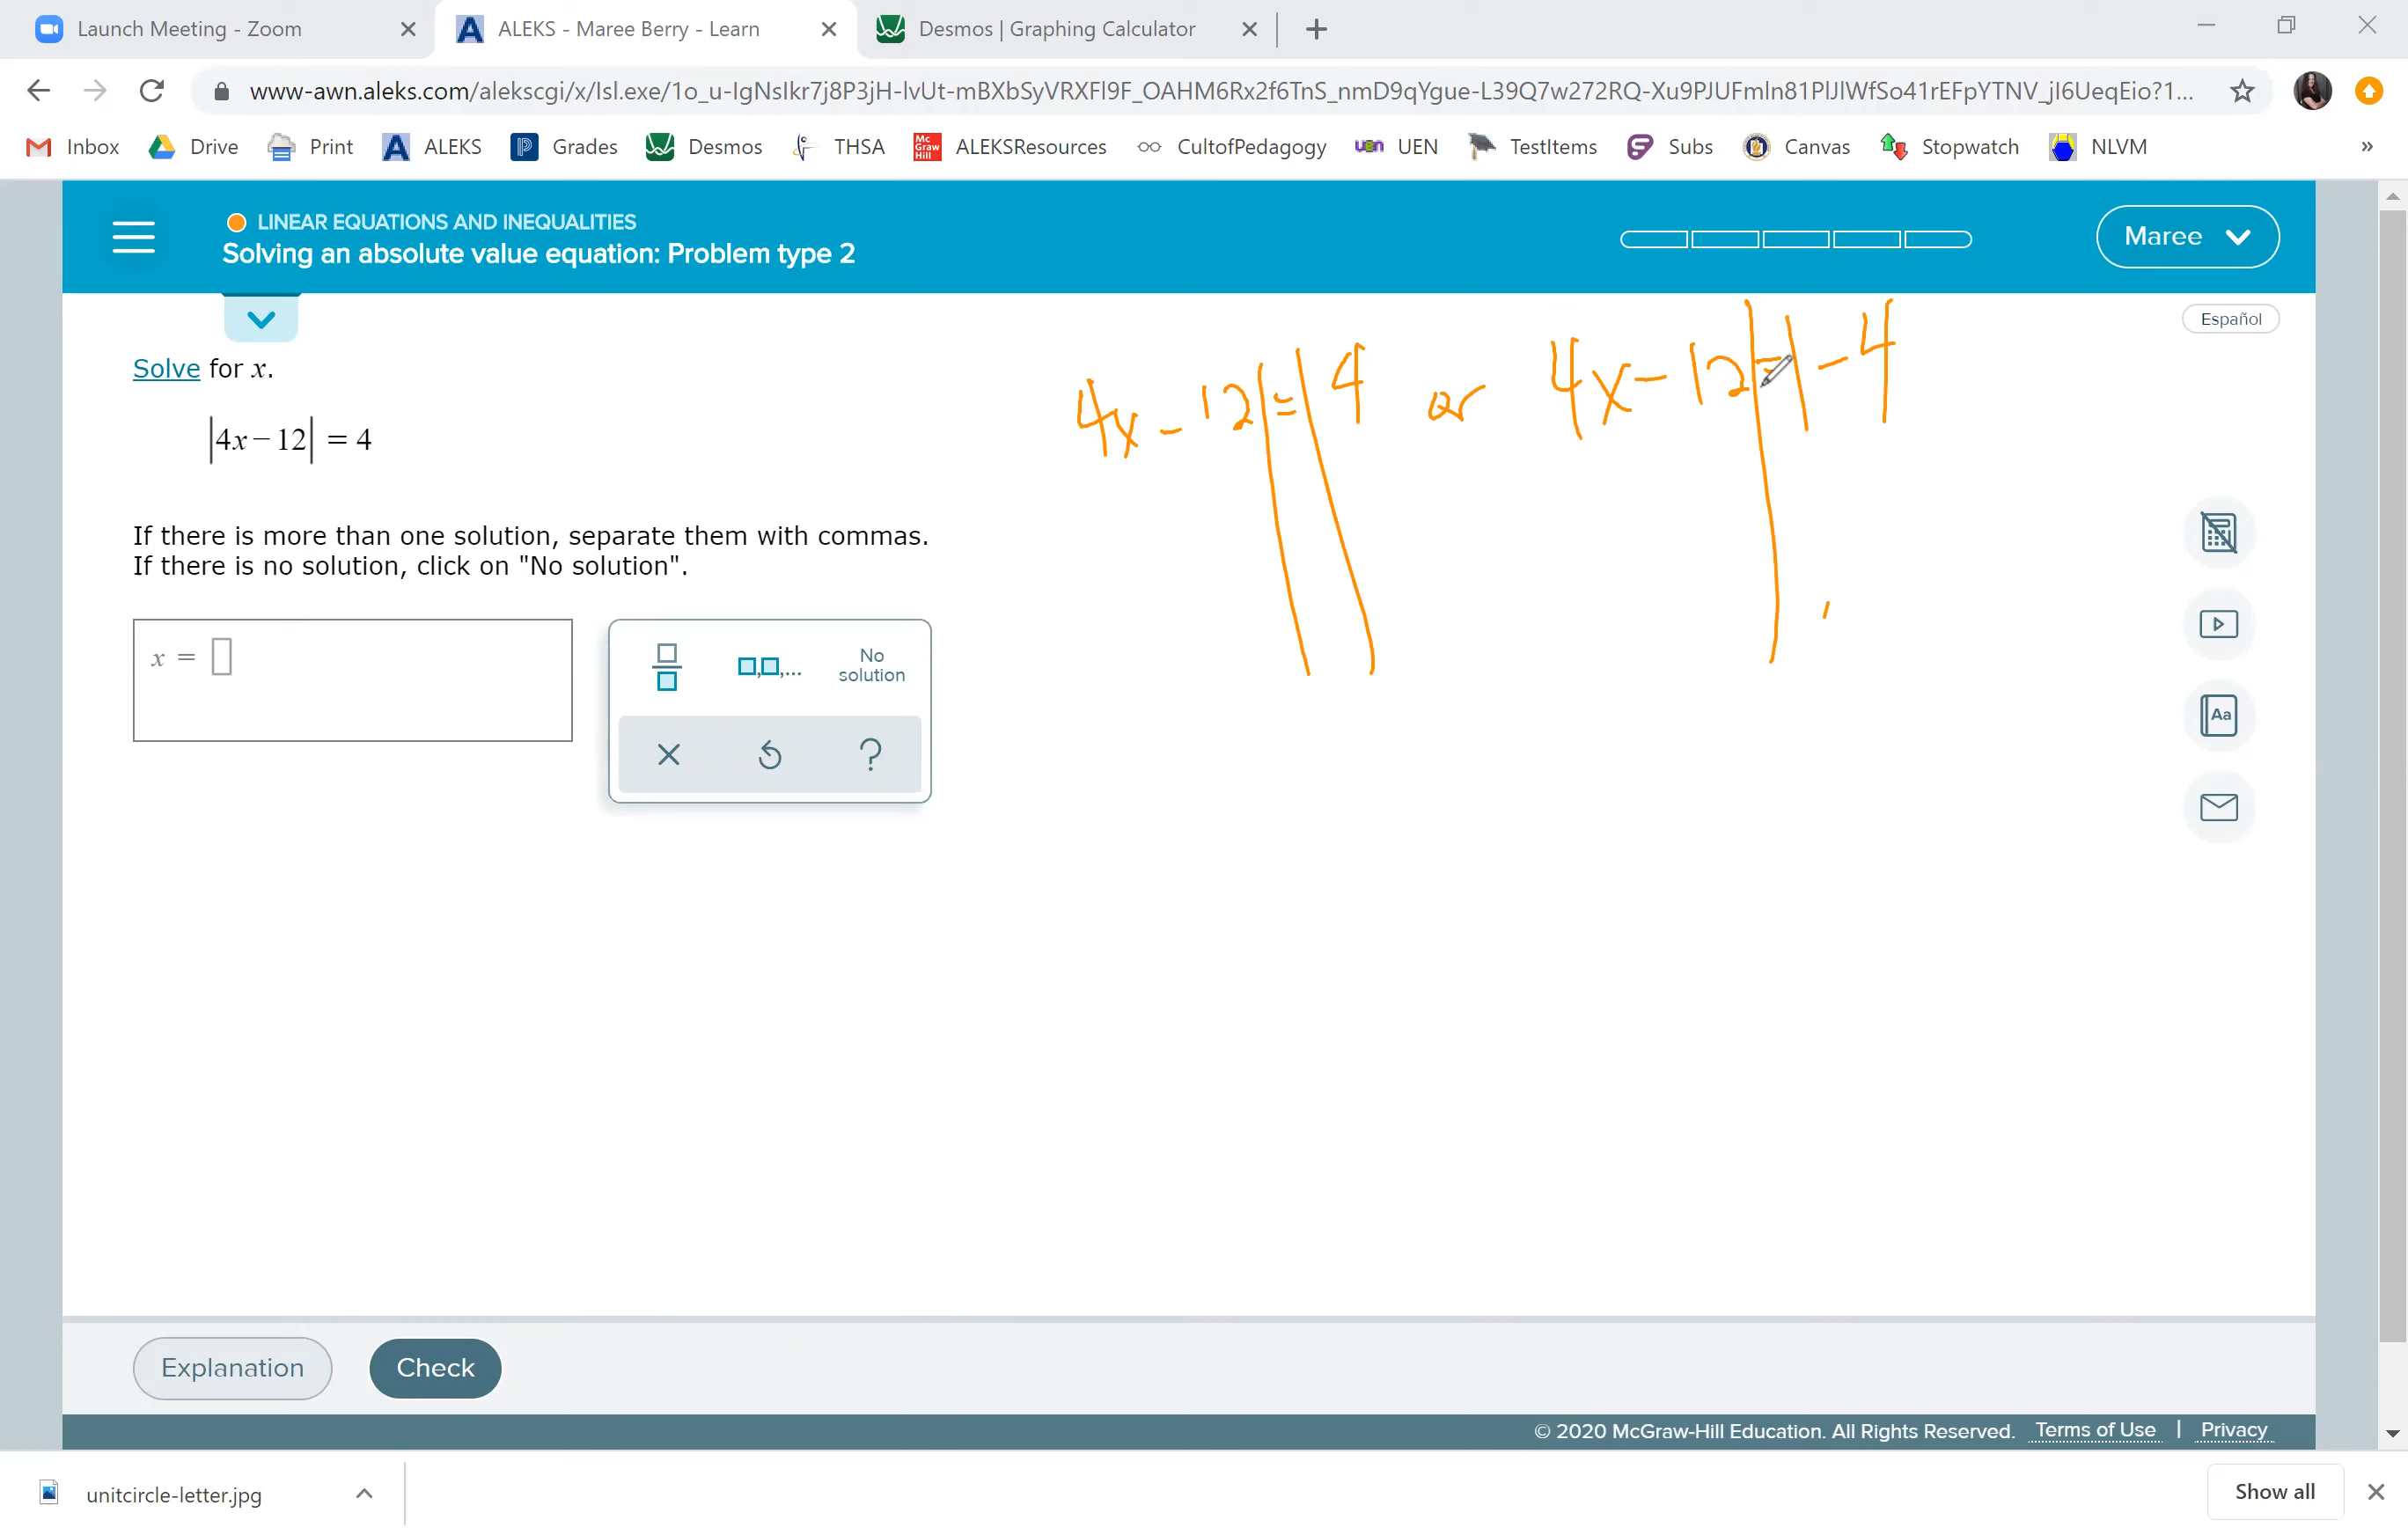 Launch Meeting - Zoom
ALEKS - Maree Berry - Learn
Desmos | Graphing Calculator
www-awn.aleks.com/alekscgi/x/Isl.exe/1o_u-IgNsIkr7j8P3jH-lvUt-mBXbSyVRXFl9F_OAHM6Rx2f6TnS_nmD9qYgue-L39Q7w272RQ-Xu9PJUFmln81PlJlWfSo41rEFpYTNV_jI6UeqEio?1...
Inbox Drive Print ALEKS Grades Desmos THSA ALEKSResources CultofPedagogy UEN TestItems Subs Canvas Stopwatch NLVM »
LINEAR EQUATIONS AND INEQUALITIES
Solving an absolute value equation: Problem type 2
Maree
Español
Solve for x.
|4x−12| = 4
4x - 12 = 4 or 4x - 12 = -4
If there is more than one solution, separate them with commas.
If there is no solution, click on "No solution".
x =
No
solution
Aa
Explanation
Check
© 2020 McGraw-Hill Education. All Rights Reserved. Terms of Use | Privacy
unitcircle-letter.jpg
Show all